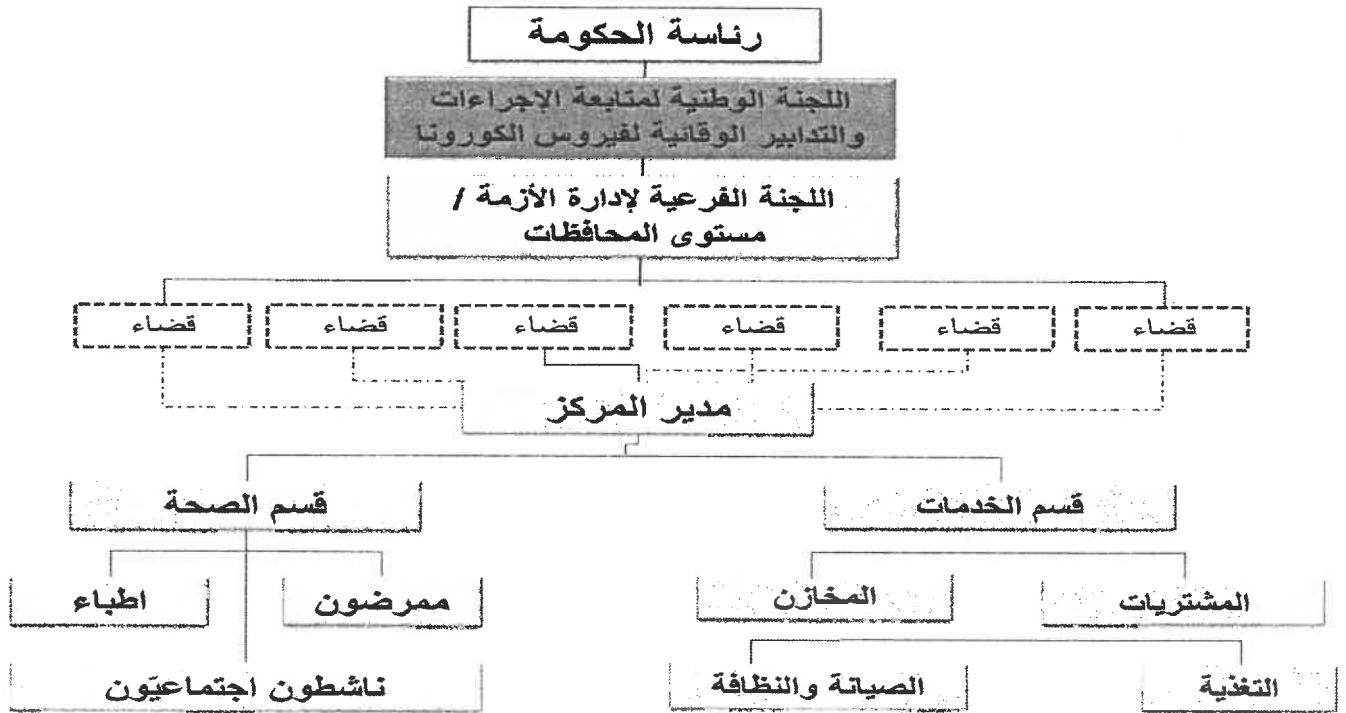 رئاسة الحكومة
اللجنة الوطنية لمتابعة الإجراءات
والتدابير الوقائية لفيروس الكورونا
اللجنة الفرعية لإدارة الأزمة /
مستوى المحافظات
قضاء
قضاء
قضاء
قضاء
قضاء
قضاء
مدير المركز
قسم الخدمات
قسم الصحة
المشتريات
المخازن
ممرضون
اطباء
التغذية
الصيانة والنظافة
ناشطون اجتماعيّون